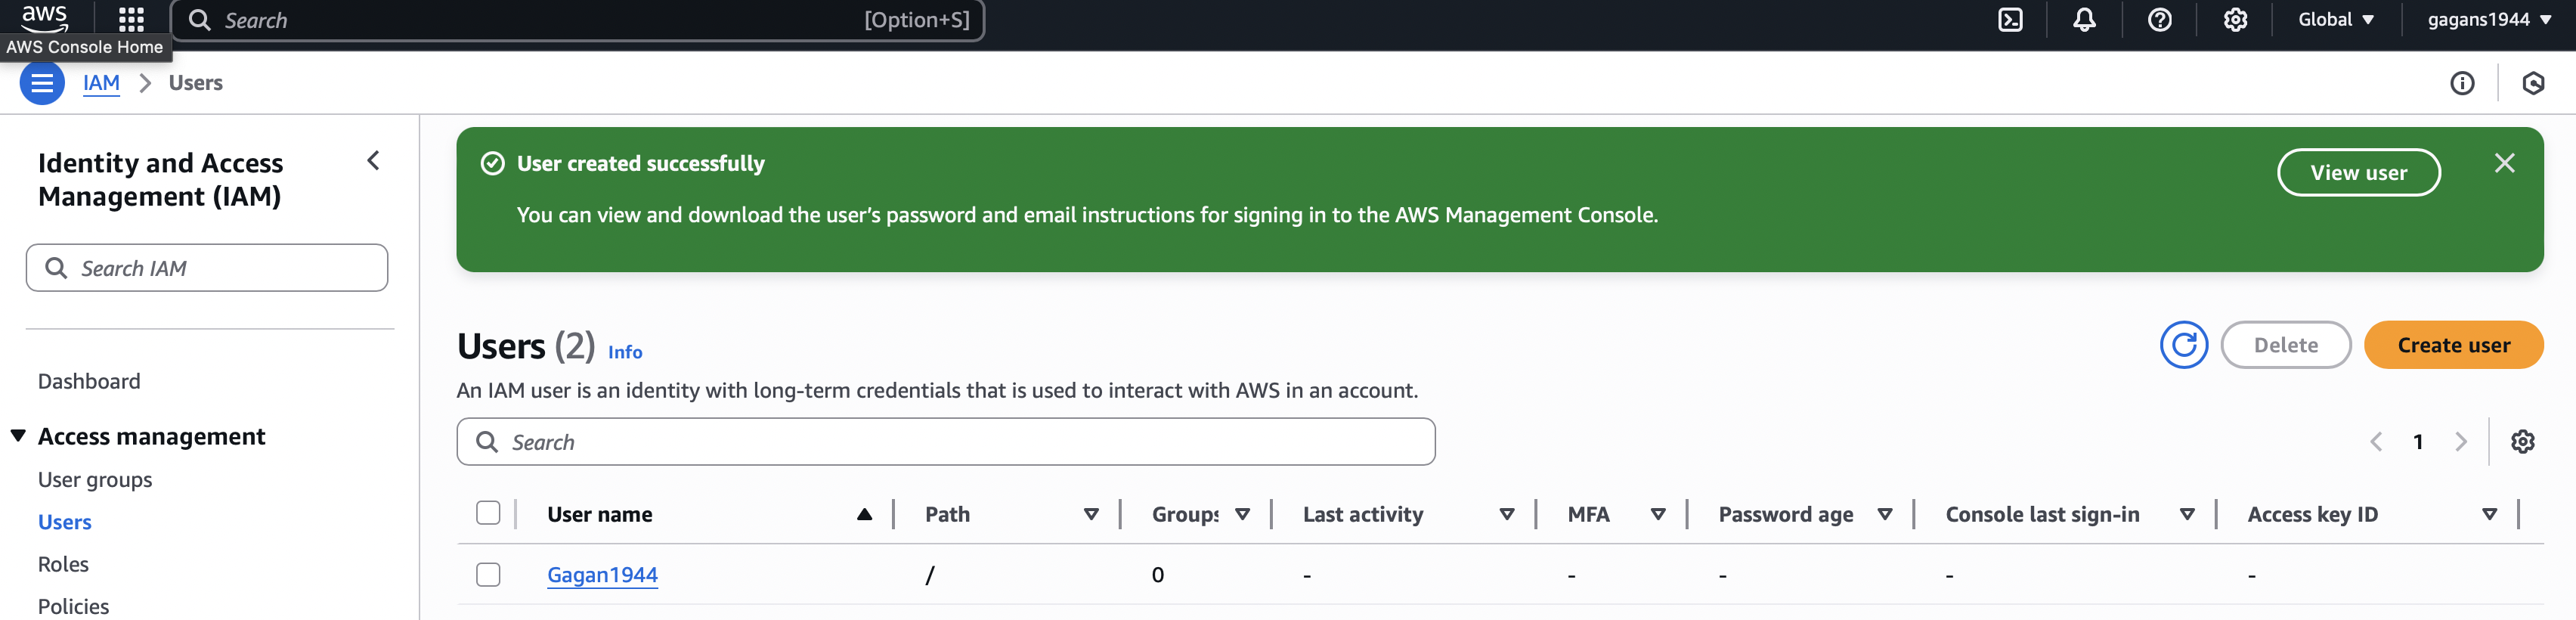 aws
Search
[Option+S]
Global
gagans1944
AWS Console Home
IAM
Users
Identity and Access
Management (IAM)
Search IAM
Dashboard
Access management
User groups
Users
Roles
Policies
User created successfully
You can view and download the user's password and email instructions for signing in to the AWS Management Console.
View user
Users (2) Info
Delete
Create user
An IAM user is an identity with long-term credentials that is used to interact with AWS in an account.
Search
1
User name Path Groups Last activity MFA Password age Console last sign-in Access key ID
Gagan1944 / 0 - - - - -